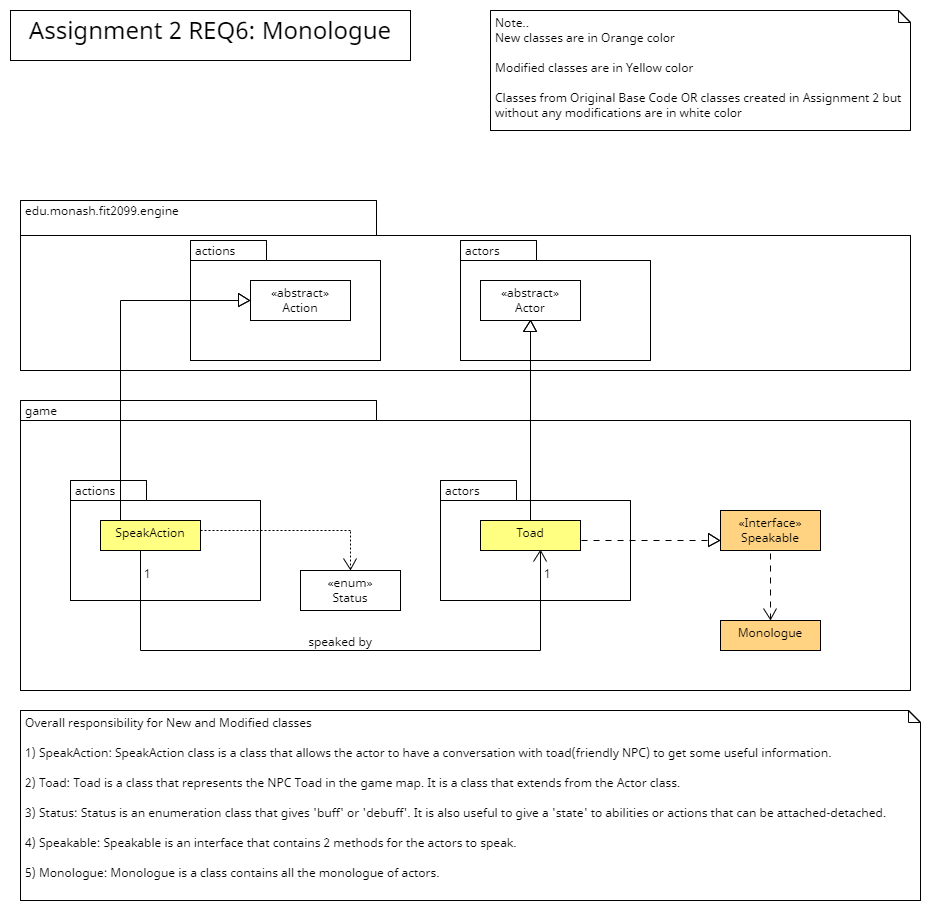 Assignment 2 REQ6: Monologue
Note..
New classes are in Orange color
Modified classes are in Yellow color
Classes from Original Base Code OR classes created in Assignment 2 but
without any modifications are in white color
edu.monash.fit2099.engine
actions
actors
«abstract»
Action
«abstract»
Actor
game
actions
actors
SpeakAction
Toad
«Interface»
Speakable
1
1
«enum»
Status
Monologue
speaked by
Overall responsibility for New and Modified classes
1) SpeakAction: SpeakAction class is a class that allows the actor to have a conversation with toad(friendly NPC) to get some useful information.
2) Toad: Toad is a class that represents the NPC Toad in the game map. It is a class that extends from the Actor class.
3) Status: Status is an enumeration class that gives 'buff' or 'debuff'. It is also useful to give a 'state' to abilities or actions that can be attached-detached.
4) Speakable: Speakable is an interface that contains 2 methods for the actors to speak.
5) Monologue: Monologue is a class contains all the monologue of actors.